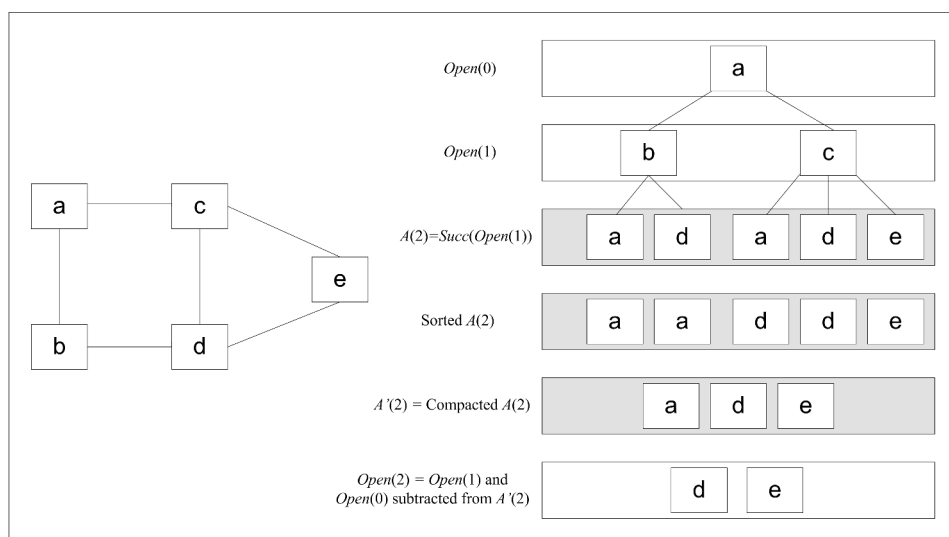 a
c
e
b
d
Open(0)
a
Open(1)
b c
A(2)=Succ(Open(1))
a d a d e
Sorted A(2)
a a d d e
A’(2) = Compacted A(2)
a d e
Open(2) = Open(1) and
Open(0) subtracted from A’(2)
d e